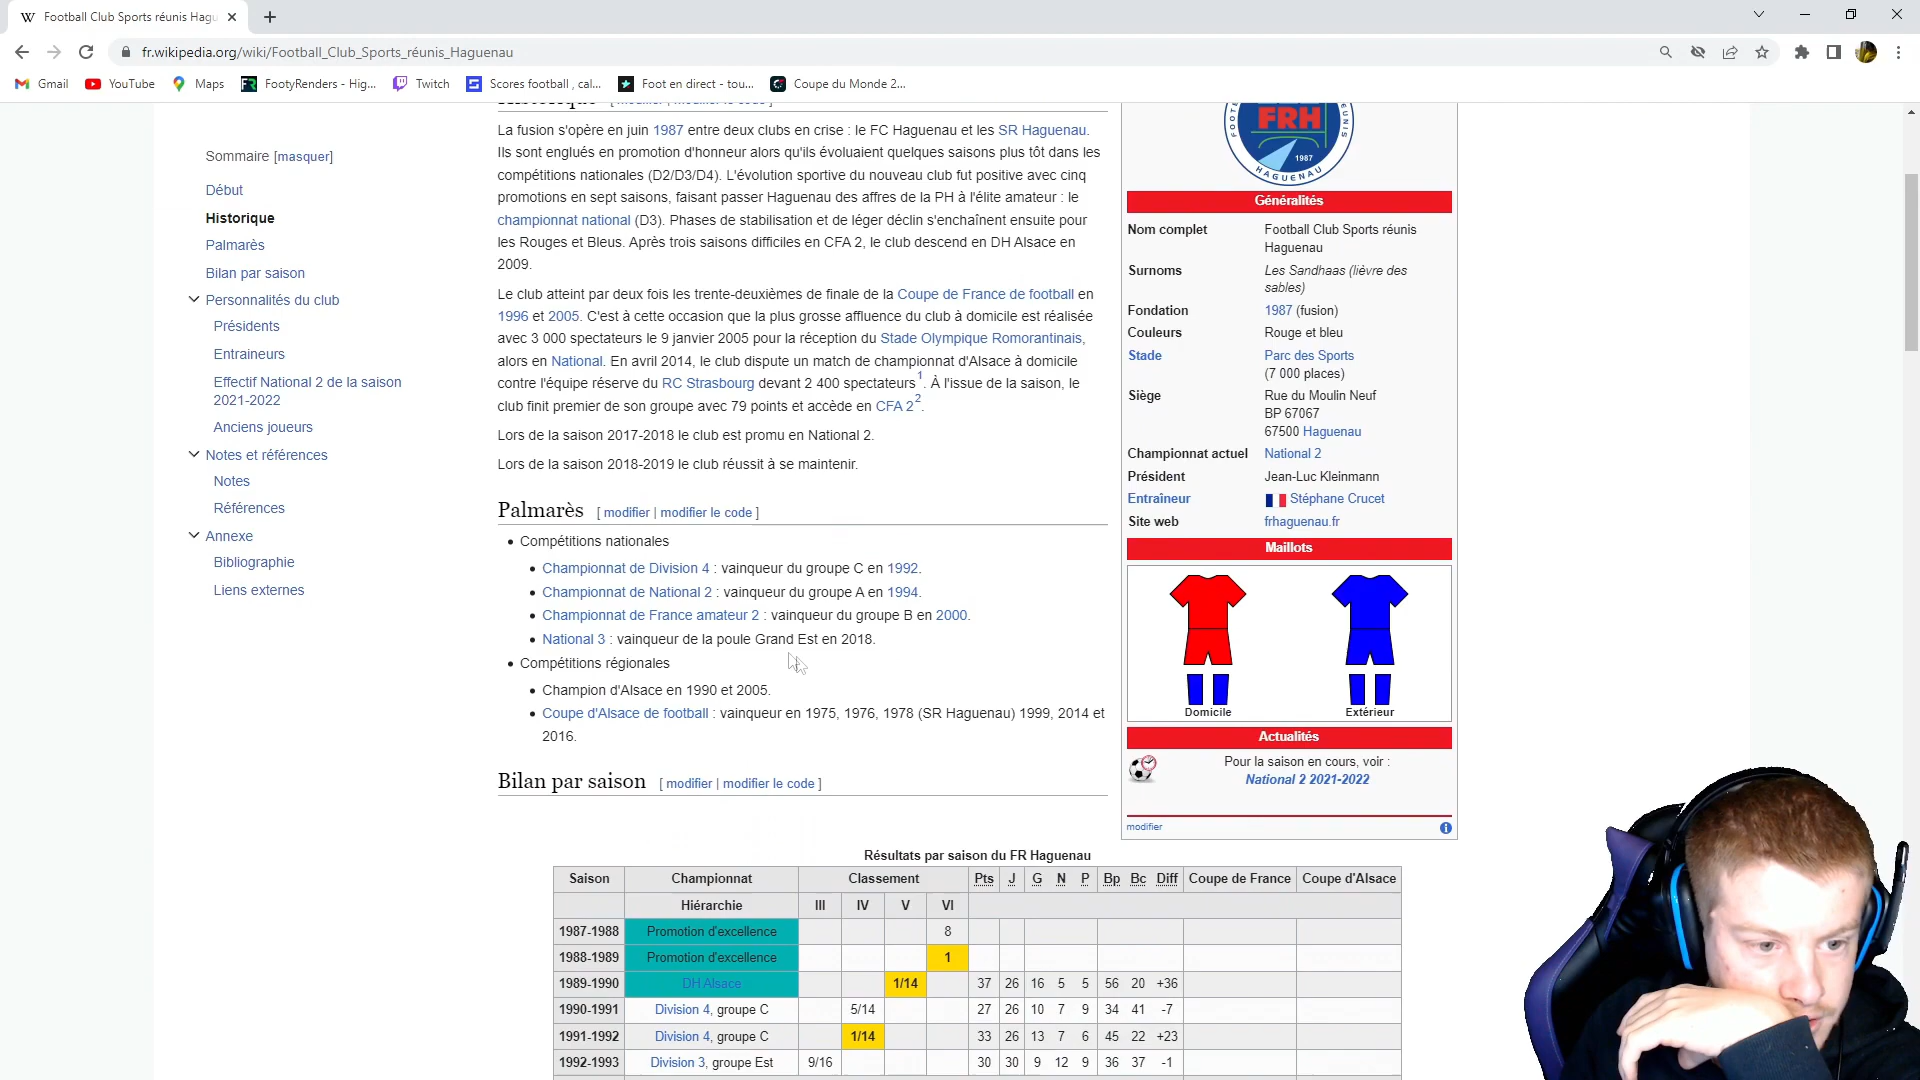 Football Club Sports réunis Hagu
fr.wikipedia.org/wiki/Football_Club_Sports_réunis_Haguenau
Gmail YouTube Maps FootyRenders - Hig... Twitch Scores football , cal... Foot en direct - tou... Coupe du Monde 2...
Sommaire [masquer]
Début
Historique
Palmarès
Bilan par saison
Personnalités du club
Présidents
Entraineurs
Effectif National 2 de la saison
2021-2022
Anciens joueurs
Notes et références
Notes
Références
Annexe
Bibliographie
Liens externes
Historique [ modifier | modifier le code ]
La fusion s'opère en juin 1987 entre deux clubs en crise : le FC Haguenau et les SR Haguenau.
Ils sont englués en promotion d'honneur alors qu'ils évoluaient quelques saisons plus tôt dans les
compétitions nationales (D2/D3/D4). L'évolution sportive du nouveau club fut positive avec cinq
promotions en sept saisons, faisant passer Haguenau des affres de la PH à l'élite amateur : le
championnat national (D3). Phases de stabilisation et de léger déclin s'enchaînent ensuite pour
les Rouges et Bleus. Après trois saisons difficiles en CFA 2, le club descend en DH Alsace en
2009.
Le club atteint par deux fois les trente-deuxièmes de finale de la Coupe de France de football en
1996 et 2005. C'est à cette occasion que la plus grosse affluence du club à domicile est réalisée
avec 3 000 spectateurs le 9 janvier 2005 pour la réception du Stade Olympique Romorantinais,
alors en National. En avril 2014, le club dispute un match de championnat d'Alsace à domicile
contre l'équipe réserve du RC Strasbourg devant 2 400 spectateurs1. À l'issue de la saison, le
club finit premier de son groupe avec 79 points et accède en CFA 22.
Lors de la saison 2017-2018 le club est promu en National 2.
Lors de la saison 2018-2019 le club réussit à se maintenir.
Palmarès [ modifier | modifier le code ]
Compétitions nationales
Championnat de Division 4 : vainqueur du groupe C en 1992.
Championnat de National 2 : vainqueur du groupe A en 1994.
Championnat de France amateur 2 : vainqueur du groupe B en 2000.
National 3 : vainqueur de la poule Grand Est en 2018.
Compétitions régionales
Champion d'Alsace en 1990 et 2005.
Coupe d'Alsace de football : vainqueur en 1975, 1976, 1978 (SR Haguenau) 1999, 2014 et
2016.
Bilan par saison [ modifier | modifier le code ]
FRH
1987
HAGUENAU
Généralités
Nom complet Football Club Sports réunis
Haguenau
Surnoms Les Sandhaas (lièvre des
sables)
Fondation 1987 (fusion)
Couleurs Rouge et bleu
Stade Parc des Sports
(7 000 places)
Siège Rue du Moulin Neuf
BP 67067
67500 Haguenau
Championnat actuel National 2
Président Jean-Luc Kleinmann
Entraîneur Stéphane Crucet
Site web frhaguenau.fr
Maillots
Domicile Extérieur
Actualités
Pour la saison en cours, voir :
National 2 2021-2022
modifier
Résultats par saison du FR Haguenau
Saison Championnat Classement Pts J G N P Bp Bc Diff Coupe de France Coupe d'Alsace
Hiérarchie III IV V VI
1987-1988 Promotion d'excellence 8
1988-1989 Promotion d'excellence 1
1989-1990 DH Alsace 1/14 37 26 16 5 5 56 20 +36
1990-1991 Division 4, groupe C 5/14 27 26 10 7 9 34 41 -7
1991-1992 Division 4, groupe C 1/14 33 26 13 7 6 45 22 +23
1992-1993 Division 3, groupe Est 9/16 30 30 9 12 9 36 37 -1